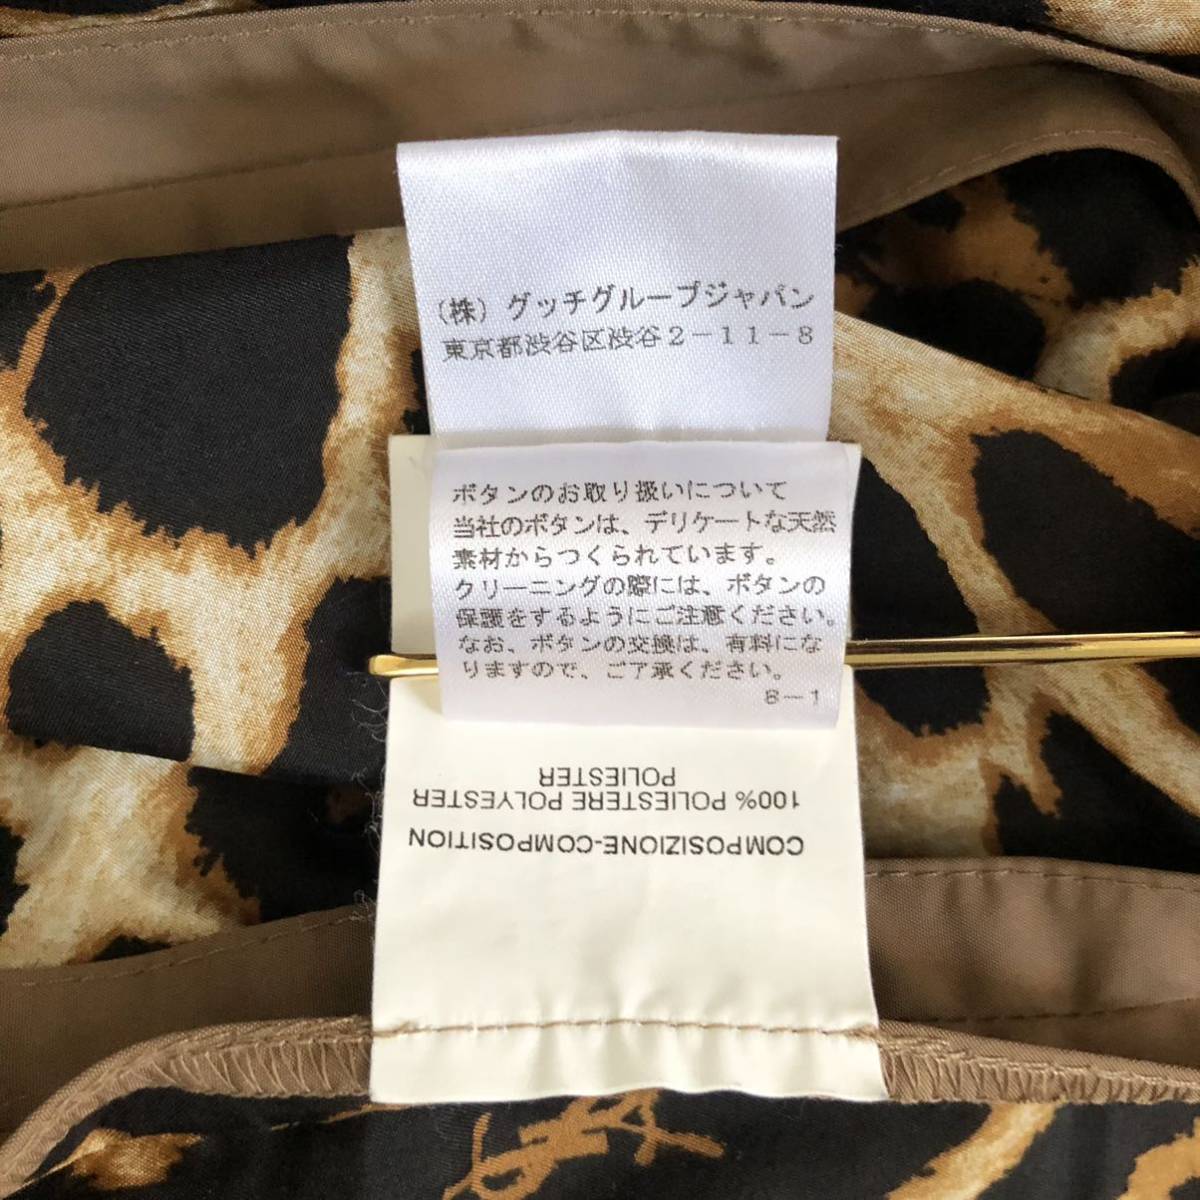 (株) グッチグループジャパン
東京都渋谷区渋谷2-11-8
ボタンのお取り扱いについて
当社のボタンは、デリケートな天然
素材からつくられています。
クリーニングの際には、ボタンの
保護をするようにご注意ください。
なお、ボタンの交換は、有料にな
りますので、ご了承ください。
8-1
COMPOSIZIONE-COMPOSITION
100% POLIESTERE POLYESTER
POLIESTER